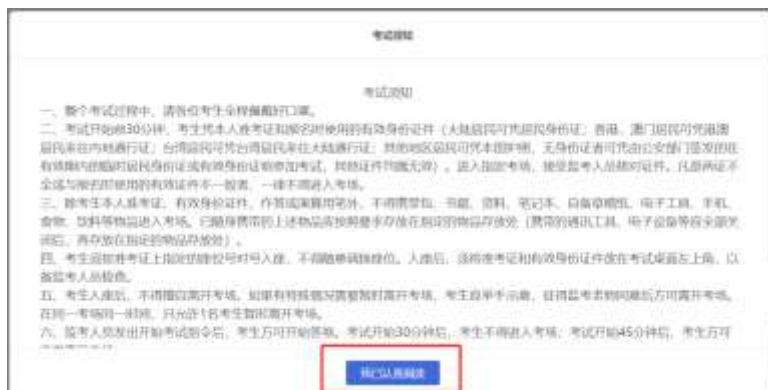 考试须知
考试须知
一、整个考试过程中，请各位考生全程佩戴好口罩。
二、考试开始前30分钟，考生凭本人准考证和报名时使用的有效身份证件（大陆居民可凭居民身份证；香港、澳门居民可凭港澳
居民来往内地通行证；台湾居民可凭台湾居民来往大陆通行证；其他地区居民可凭本国护照，无身份证者可凭由公安部门签发的在
有效期内的临时居民身份证或有效身份证明参加考试，其他证件均属无效）。进入指定考场，接受监考人员核对证件。凡是两证不
全或与报名时使用的有效证件不一致者，一律不得进入考场。
三、除考生本人准考证、有效身份证件、作答或演算用笔外，不得携带包、书籍、资料、笔记本、自备草稿纸、电子工具、手机、
食物、饮料等物品进入考场。已随身携带的上述物品应按照要求存放在指定的物品存放处（携带的通讯工具、电子设备等应全部关
闭后，再存放在指定的物品存放处）。
四、考生应按准考证上指定的座位号对号入座，不得随意调换座位。入座后，须将准考证和有效身份证件放在考试桌面左上角，以
备监考人员检查。
五、考生入座后，不得擅自离开考场。如果有特殊情况需要暂时离开考场，考生应举手示意，征得监考老师同意后方可离开考场。
在同一考场同一时间，只允许1名考生暂时离开考场。
六、监考人员发出开始考试指令后，考生方可开始答题。考试开始30分钟后，考生不得进入考场；考试开始45分钟后，考生方可
我已认真阅读